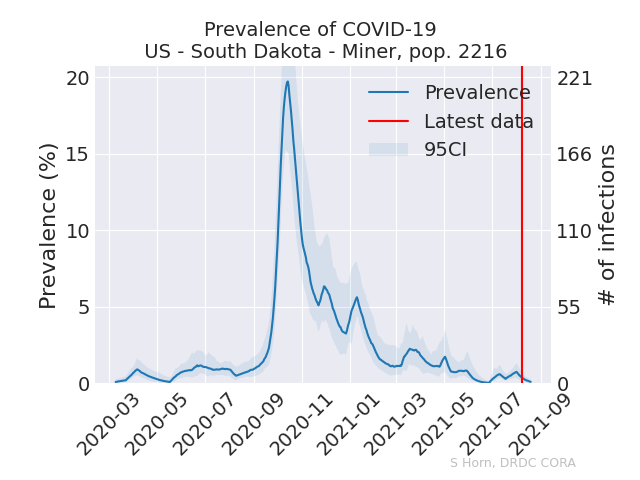 Prevalence of COVID-19
US - South Dakota - Miner, pop. 2216
Prevalence (%)
20
15
10
5
0
221
166
110
55
0
# of infections
Prevalence
Latest data
95CI
2020-03
2020-05
2020-07
2020-09
2020-11
2021-01
2021-03
2021-05
2021-07
2021-09
S Horn, DRDC CORA